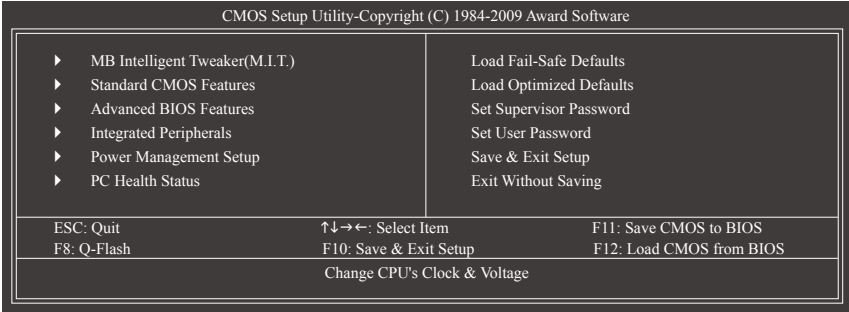 CMOS Setup Utility-Copyright (C) 1984-2009 Award Software
MB Intelligent Tweaker(M.I.T.)
Standard CMOS Features
Advanced BIOS Features
Integrated Peripherals
Power Management Setup
PC Health Status
Load Fail-Safe Defaults
Load Optimized Defaults
Set Supervisor Password
Set User Password
Save & Exit Setup
Exit Without Saving
ESC: Quit ↑↓→←: Select Item F11: Save CMOS to BIOS
F8: Q-Flash F10: Save & Exit Setup F12: Load CMOS from BIOS
Change CPU's Clock & Voltage